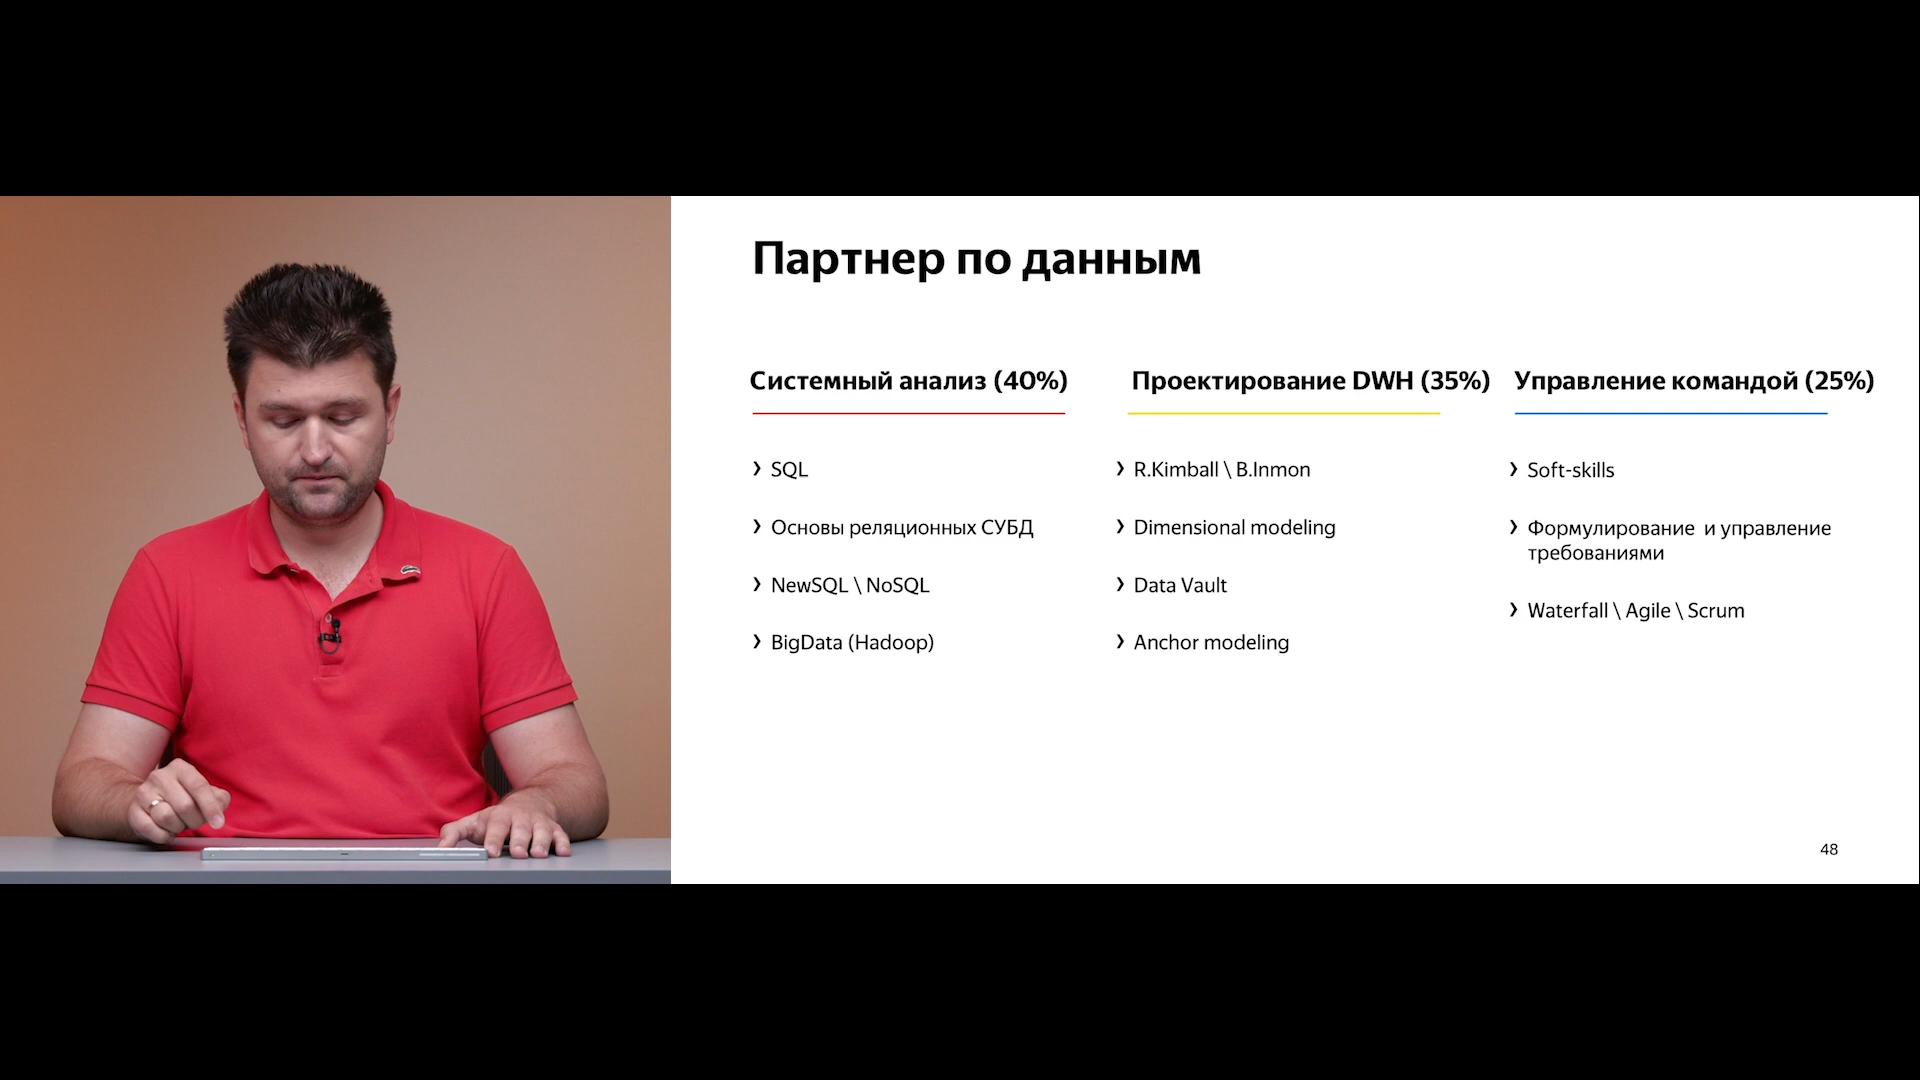 Партнер по данным
Системный анализ (40%)
SQL
Основы реляционных СУБД
NewSQL \ NoSQL
BigData (Hadoop)
Проектирование DWH (35%)
R.Kimball \ B.Inmon
Dimensional modeling
Data Vault
Anchor modeling
Управление командой (25%)
Soft-skills
Формулирование и управление
требованиями
Waterfall \ Agile \ Scrum
48